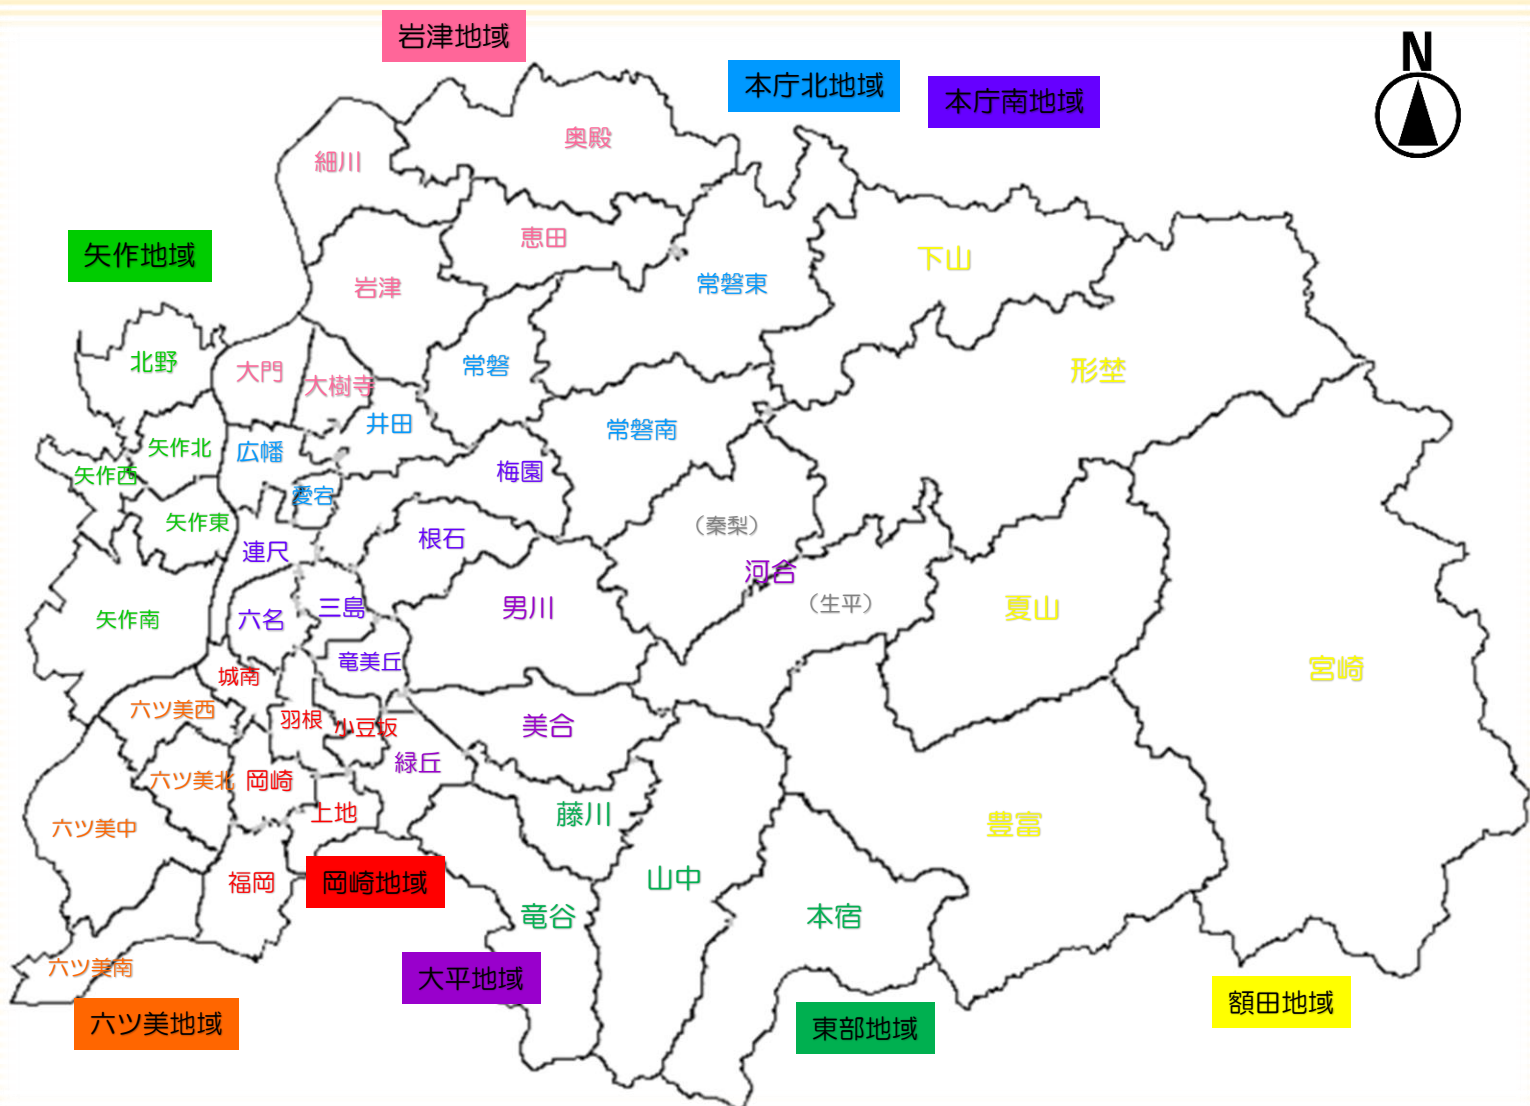 岩津地域
N
本庁北地域
本庁南地域
奥殿
細川
恵田
矢作地域
下山
常磐東
岩津
北野
常磐
大門
大樹寺
形埜
井田
常磐南
矢作北
広幡
矢作西
梅園
愛宕
矢作東
(秦梨)
根石
連尺
河合
(生平)
三島
男川
夏山
矢作南
六名
竜美丘
宮崎
城南
六ツ美西
羽根
小豆坂
美合
緑丘
六ツ美北
岡崎
上地
藤川
豊富
六ツ美中
山中
福岡
岡崎地域
竜谷
本宿
六ツ美南
大平地域
額田地域
六ツ美地域
東部地域